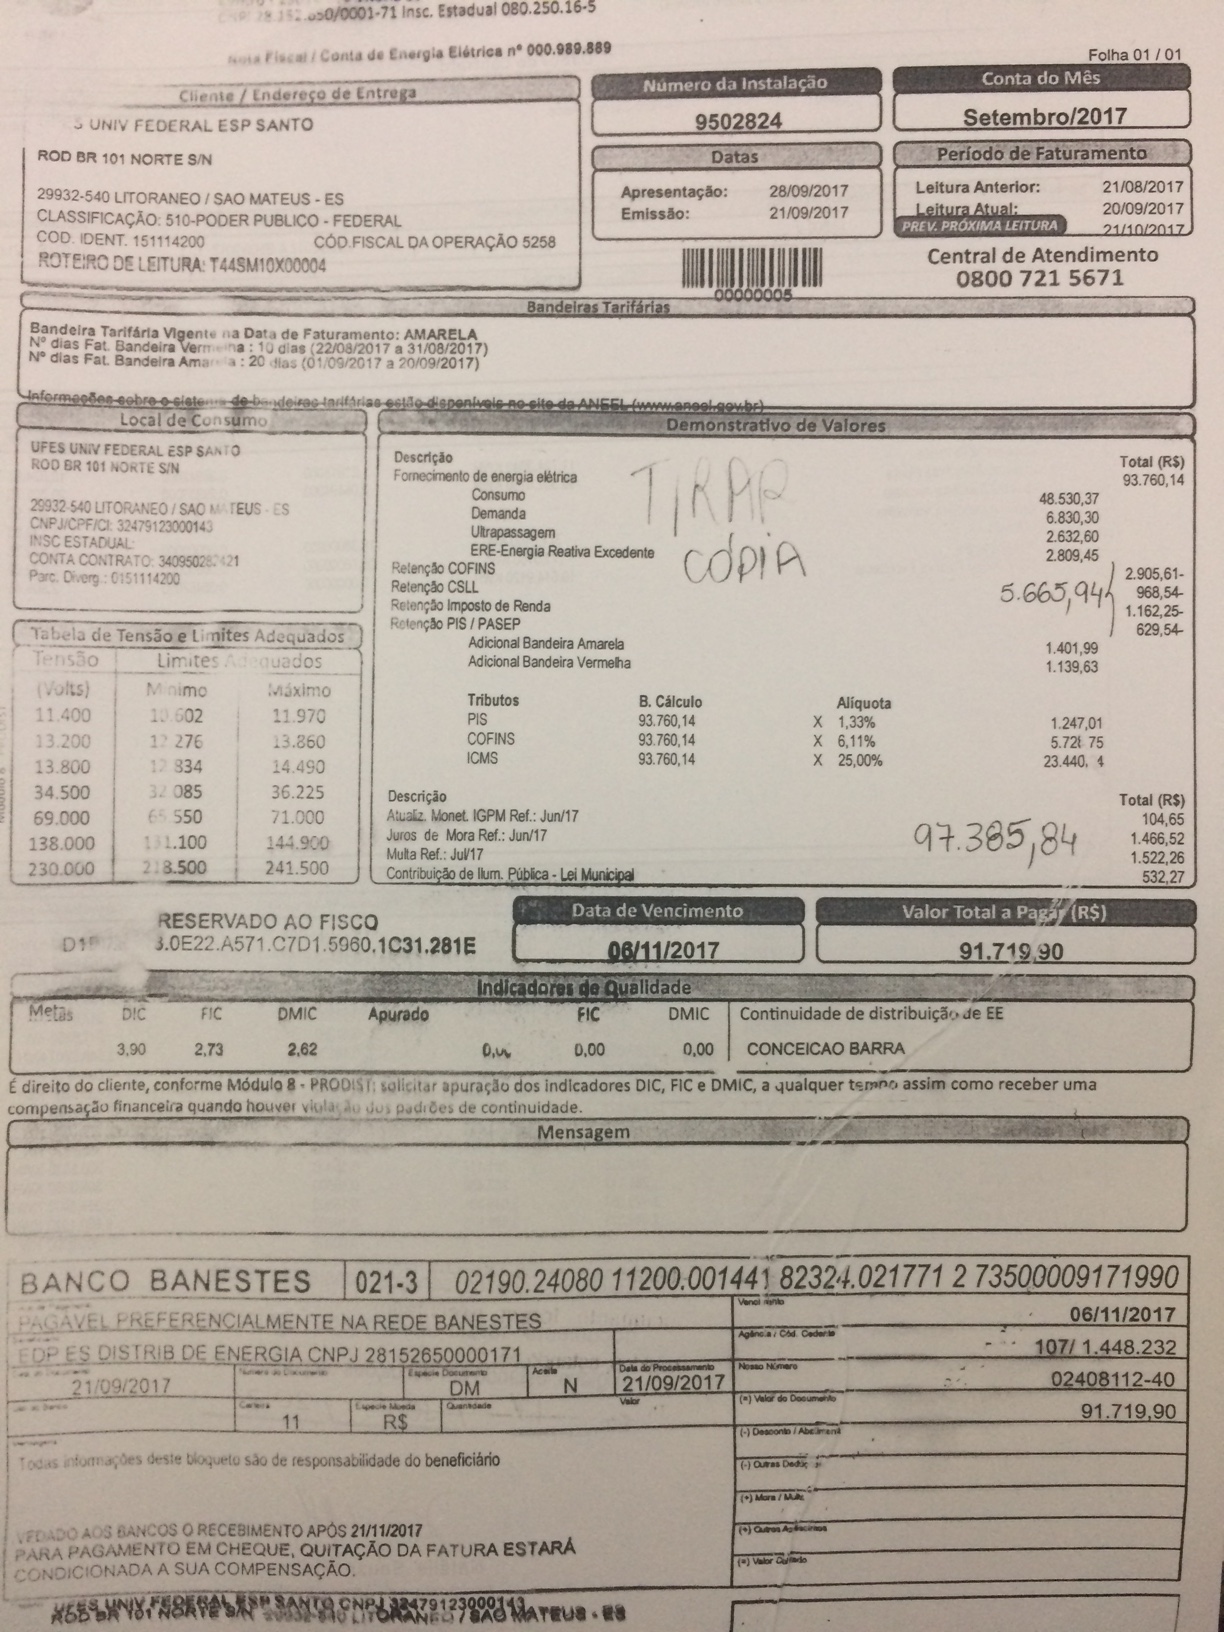 /0001-71 Insc. Estadual 080.250.16-5
Nota Fiscal / Conta de Energia Elétrica nº 000.989.889
Folha 01 / 01
Cliente / Endereço de Entrega
S UNIV FEDERAL ESP SANTO
ROD BR 101 NORTE S/N
29932-540 LITORANEO / SAO MATEUS - ES
CLASSIFICAÇÃO: 510-PODER PUBLICO - FEDERAL
COD. IDENT. 151114200 CÓD.FISCAL DA OPERAÇÃO 5258
ROTEIRO DE LEITURA: T44SM10X00004
Número da Instalação
9502824
Conta do Mês
Setembro/2017
Datas
Apresentação: 28/09/2017
Emissão: 21/09/2017
Período de Faturamento
Leitura Anterior: 21/08/2017
Leitura Atual: 20/09/2017
PREV. PRÓXIMA LEITURA 21/10/2017
00000005
Central de Atendimento
0800 721 5671
Bandeiras Tarifárias
Bandeira Tarifária Vigente na Data de Faturamento: AMARELA
Nº dias Fat. Bandeira Vermelha : 10 dias (22/08/2017 a 31/08/2017)
Nº dias Fat. Bandeira Amarela : 20 dias (01/09/2017 a 20/09/2017)
Informações sobre o sistema de bandeiras tarifárias estão disponíveis no site da ANEEL (www.aneel.gov.br)
Local de Consumo
UFES UNIV FEDERAL ESP SANTO
ROD BR 101 NORTE S/N
29932-540 LITORANEO / SAO MATEUS - ES
CNPJ/CPF/CI: 32479123000143
INSC ESTADUAL:
CONTA CONTRATO:
Parc. Diverg.: 0151114200
Tabela de Tensão e Limites Adequados
Tensão Limites Adequados
(Volts) Mínimo Máximo
11.400 10.602 11.970
13.200 12 276 13.860
13.800 12 834 14.490
34.500 32 085 36.225
69.000 65 550 71.000
138.000 131.100 144.900
230.000 218.500 241.500
Demonstrativo de Valores
Descrição Total (R$)
Fornecimento de energia elétrica 93.760,14
Consumo 48.530,37
Demanda 6.830,30
Ultrapassagem 2.632,60
ERE-Energia Reativa Excedente 2.809,45
TIRAR
CÓPIA
Retenção COFINS 2.905,61-
Retenção CSLL 968,54-
5.665,94
Retenção Imposto de Renda 1.162,25-
Retenção PIS / PASEP 629,54-
Adicional Bandeira Amarela 1.401,99
Adicional Bandeira Vermelha 1.139,63
Tributos B. Cálculo Alíquota
PIS 93.760,14 X 1,33% 1.247,01
COFINS 93.760,14 X 6,11% 5.728 75
ICMS 93.760,14 X 25,00% 23.440, 4
Descrição Total (R$)
Atualiz. Monet. IGPM Ref.: Jun/17 104,65
Juros de Mora Ref.: Jun/17 1.466,52
97.385,84
Multa Ref.: Jul/17 1.522,26
Contribuição de Ilum. Pública - Lei Municipal 532,27
RESERVADO AO FISCO
3.0E22.A571.C7D1.5960.1C31.281E
Data de Vencimento
06/11/2017
Valor Total a Pagar (R$)
91.719,90
Indicadores de Qualidade
Metas DIC FIC DMIC Apurado FIC DMIC Continuidade de distribuição de EE
3,90 2,73 2,62 0,00 0,00 0,00 CONCEICAO BARRA
É direito do cliente, conforme Módulo 8 - PRODIST: solicitar apuração dos indicadores DIC, FIC e DMIC, a qualquer tempo assim como receber uma
compensação financeira quando houver violação dos padrões de continuidade.
Mensagem
BANCO BANESTES 021-3 02190.24080 11200.001441 82324.021771 2 73500009171990
PAGÁVEL PREFERENCIALMENTE NA REDE BANESTES
Vencimento
06/11/2017
EDP ES DISTRIB DE ENERGIA CNPJ 28152650000171
Agência / Cód. Cedente
107/ 1.448.232
Espécie Documento Aceite Data do Processamento Nosso Número
21/09/2017 DM N 21/09/2017 02408112-40
Carteira Espécie Moeda Quantidade Valor (=) Valor do Documento
11 R$ 91.719,90
(-) Desconto / Abatimento
Todas informações deste bloqueto são de responsabilidade do beneficiário
(-) Outras Deduç
(+) Mora / Multa
(+) Outros Acréscimos
VEDADO AOS BANCOS O RECEBIMENTO APÓS 21/11/2017
PARA PAGAMENTO EM CHEQUE, QUITAÇÃO DA FATURA ESTARÁ
(=) Valor Cobrado
CONDICIONADA A SUA COMPENSAÇÃO.
UFES UNIV FEDERAL ESP SANTO CNPJ 32479123000143
ROD BR 101 NORTE S/N 29932-540 LITORANEO / SAO MATEUS - ES